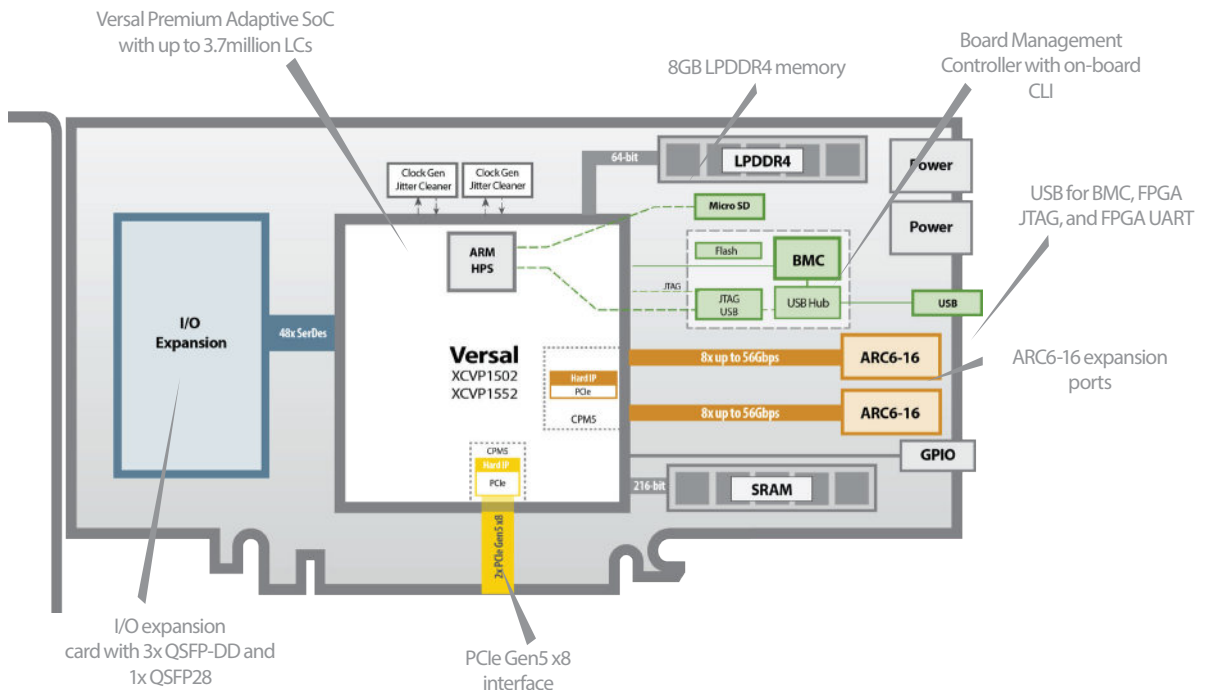 Versal Premium Adaptive SoC
with up to 3.7million LCs
8GB LPDDR4 memory
Board Management
Controller with on-board
CLI
64-bit
LPDDR4
Power
Clock Gen
Jitter Cleaner
Clock Gen
Jitter Cleaner
Micro SD
USB for BMC, FPGA
JTAG, and FPGA UART
Power
ARM
HPS
Flash
BMC
JTAG
JTAG
USB
USB Hub
USB
I/O
Expansion
48x SerDes
Versal
XCVP1502
XCVP1552
8x up to 56Gbps
ARC6-16
ARC6-16 expansion
ports
Hard IP
PCIe
CPM5
8x up to 56Gbps
ARC6-16
GPIO
CPM5
Hard IP
PCIe
216-bit
SRAM
2x PCIe Gen5 x8
I/O expansion
card with 3x QSFP-DD and
1x QSFP28
PCIe Gen5 x8
interface